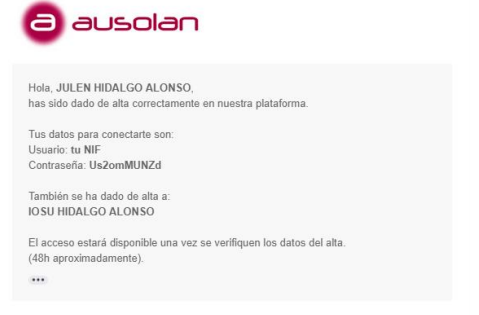 ausolan
Hola, JULEN HIDALGO ALONSO,
has sido dado de alta correctamente en nuestra plataforma.
Tus datos para conectarte son:
Usuario: tu NIF
Contraseña: Us2omMUNZd
También se ha dado de alta a:
IOSU HIDALGO ALONSO
El acceso estará disponible una vez se verifiquen los datos del alta.
(48h aproximadamente).